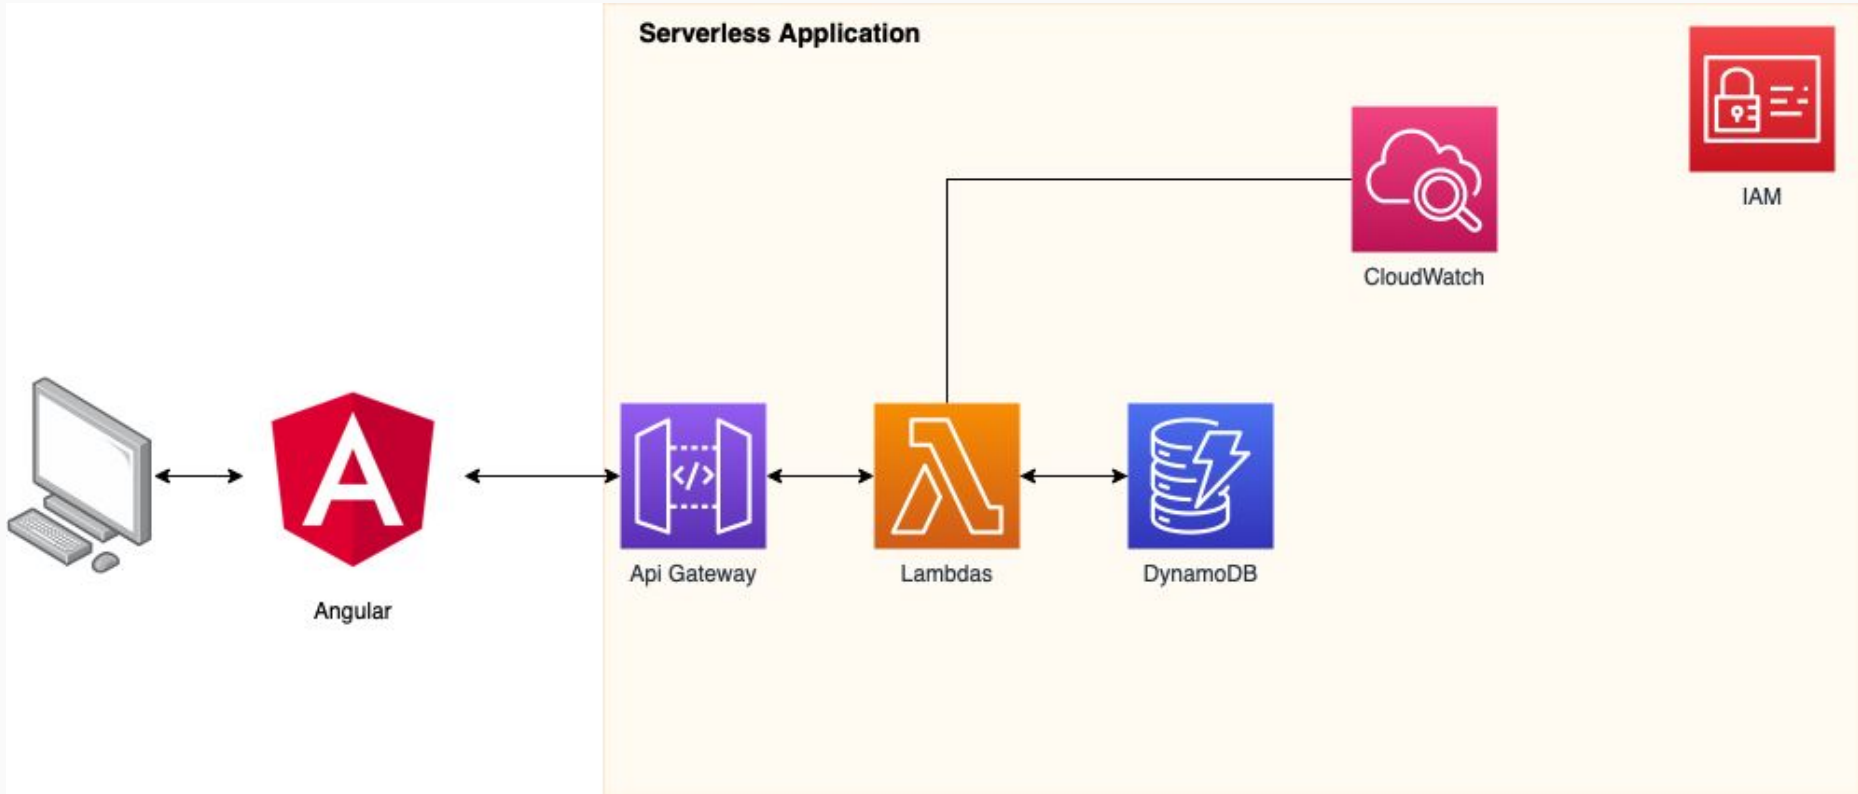 Serverless Application
IAM
CloudWatch
</>
Api Gateway
Lambdas
DynamoDB
A
Angular